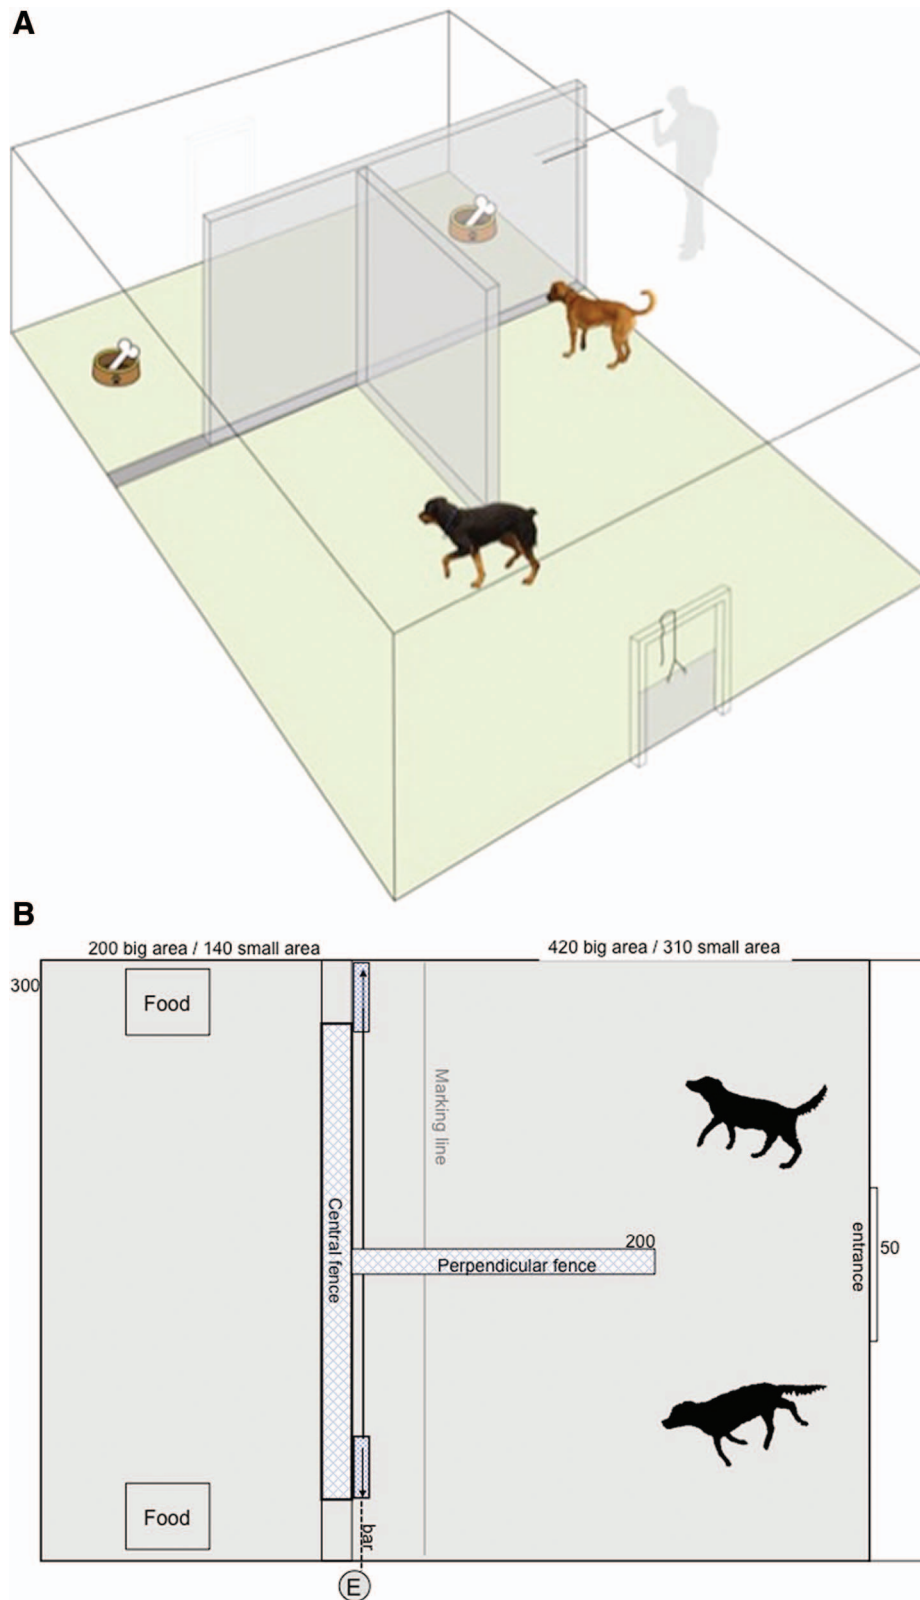 A
B
200 big area / 140 small area
420 big area / 310 small area
300
Food
Marking line
Central fence
200
Perpendicular fence
entrance
50
Food
bar
E